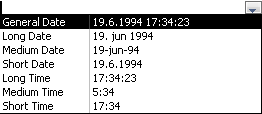 General Date 19.6.1994 17:34:23
Long Date 19. jun 1994
Medium Date 19-jun-94
Short Date 19.6.1994
Long Time 17:34:23
Medium Time 5:34
Short Time 17:34